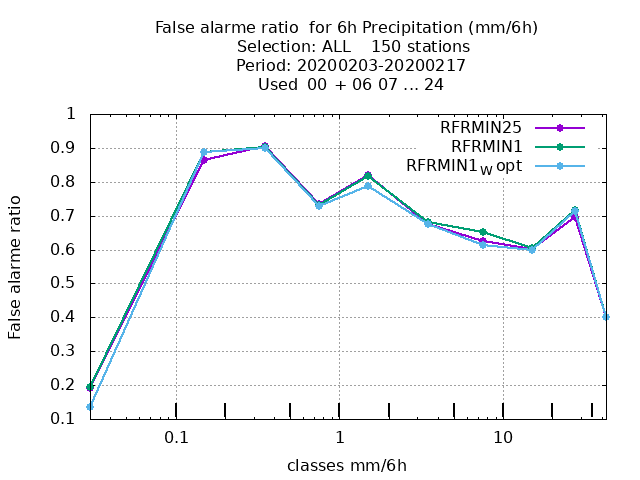 False alarme ratio  for 6h Precipitation (mm/6h)
Selection: ALL    150 stations
Period: 20200203-20200217
Used  00  + 06 07 ... 24
1
0.9
0.8
0.7
0.6
0.5
0.4
0.3
0.2
0.1
False alarme ratio
RFRMIN25
RFRMIN1
RFRMIN1W opt
0.1
1
10
classes mm/6h